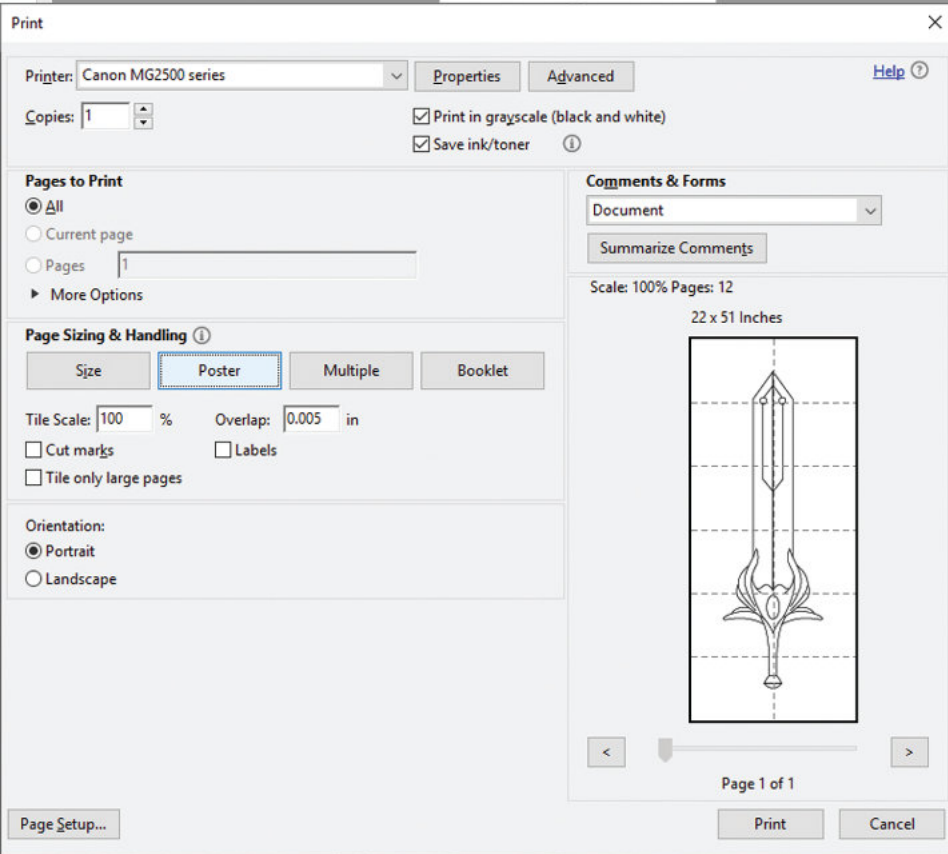 Print
Printer: Canon MG2500 series Properties Advanced Help ?
Copies: 1
Print in grayscale (black and white)
Save ink/toner
Pages to Print
All
Current page
Pages 1
More Options
Comments & Forms
Document
Summarize Comments
Scale: 100% Pages: 12
22 x 51 Inches
Page Sizing & Handling
Size Poster Multiple Booklet
Tile Scale: 100 % Overlap: 0.005 in
Cut marks Labels
Tile only large pages
Orientation:
Portrait
Landscape
< >
Page 1 of 1
Page Setup... Print Cancel